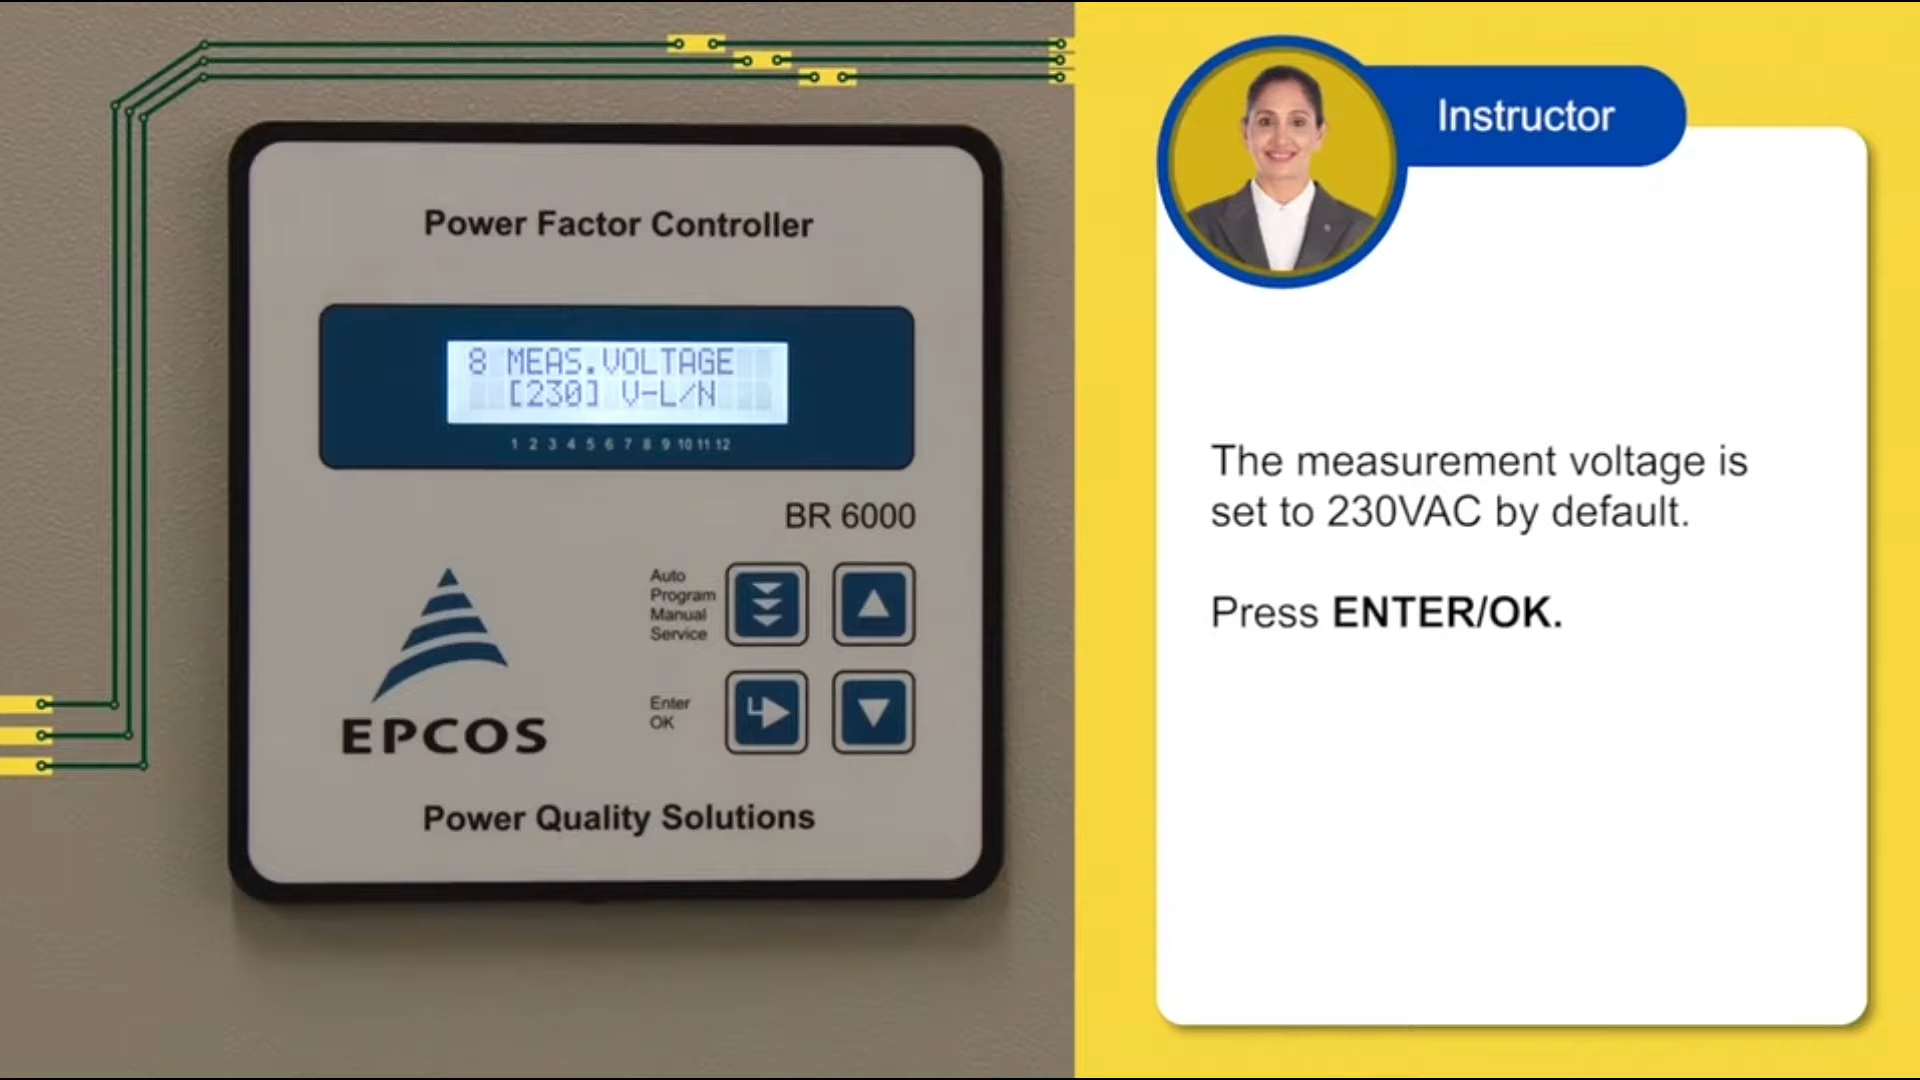 Power Factor Controller
8 MEAS.VOLTAGE
[230] V-L/N
1 2 3 4 5 6 7 8 9 10 11 12
BR 6000
Auto
Program
Manual
Service
Enter
OK
EPCOS
Power Quality Solutions
Instructor
The measurement voltage is
set to 230VAC by default.
Press ENTER/OK.